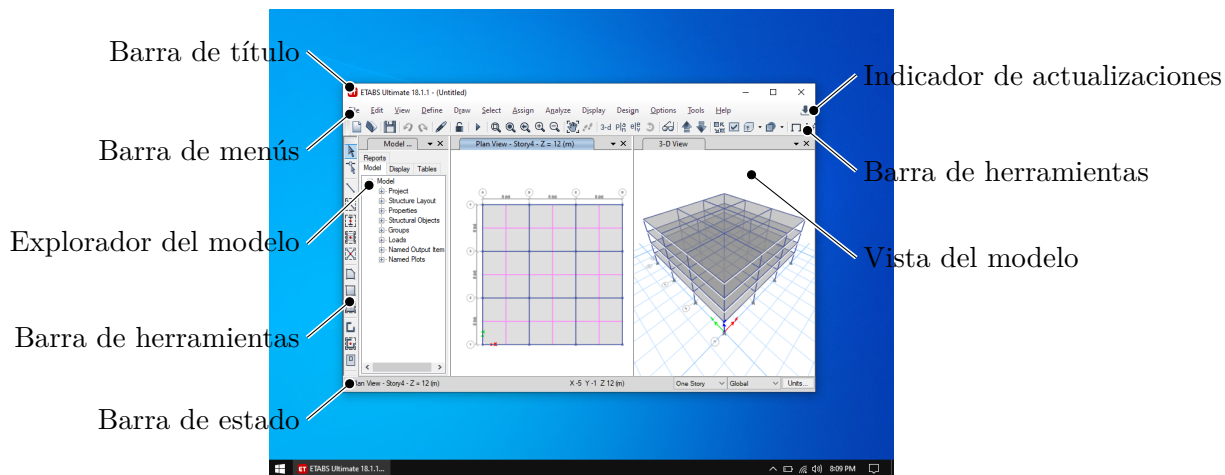 Barra de título
Barra de menús
Explorador del modelo
Barra de herramientas
Barra de estado
ETABS Ultimate 18.1.1 - (Untitled)
Edit View Define Draw Select Assign Analyze Display Design Options Tools Help
3-d
Model ...
Plan View - Story4 - Z = 12 (m)
3-D View
Reports
Model Display Tables
Model
Project
Structure Layout
Properties
Structural Objects
Groups
Loads
Named Output Item
Named Plots
Plan View - Story4 - Z = 12 (m)
X -5 Y -1 Z 12 (m)
One Story
Global
Units...
Indicador de actualizaciones
Barra de herramientas
Vista del modelo
ET ETABS Ultimate 18.1.1...
8:09 PM